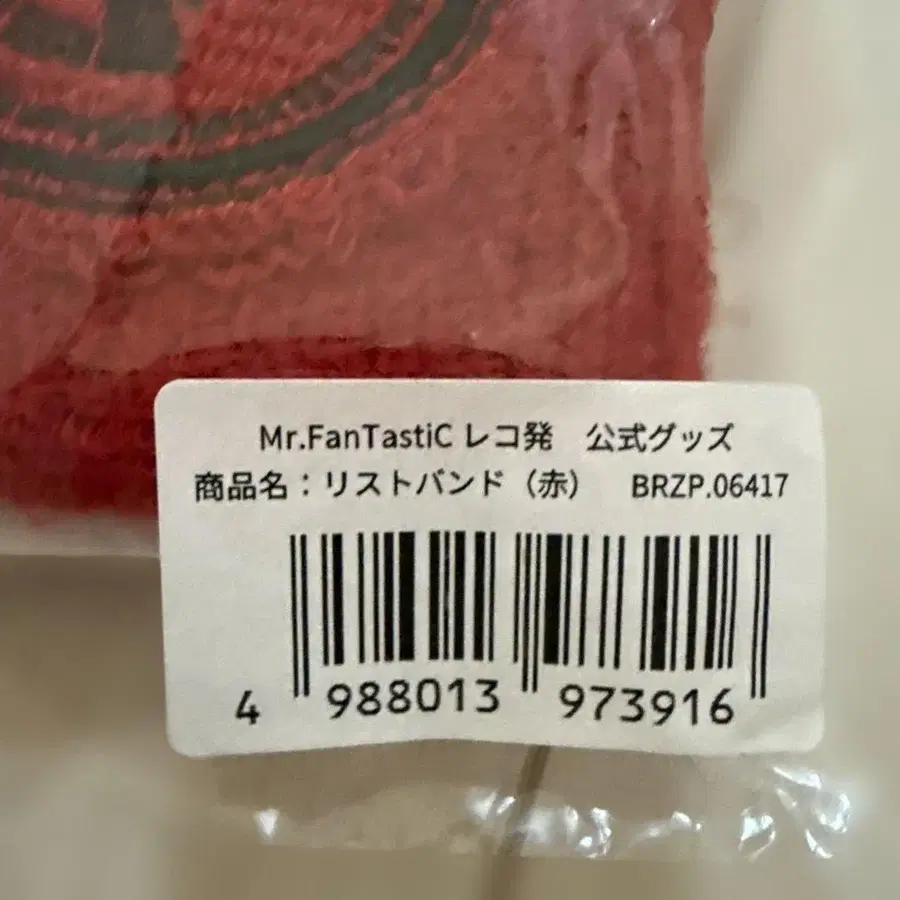 Mr.FanTastiC レコ発　公式グッズ
商品名：リストバンド（赤）　BRZP.06417
4 988013 973916